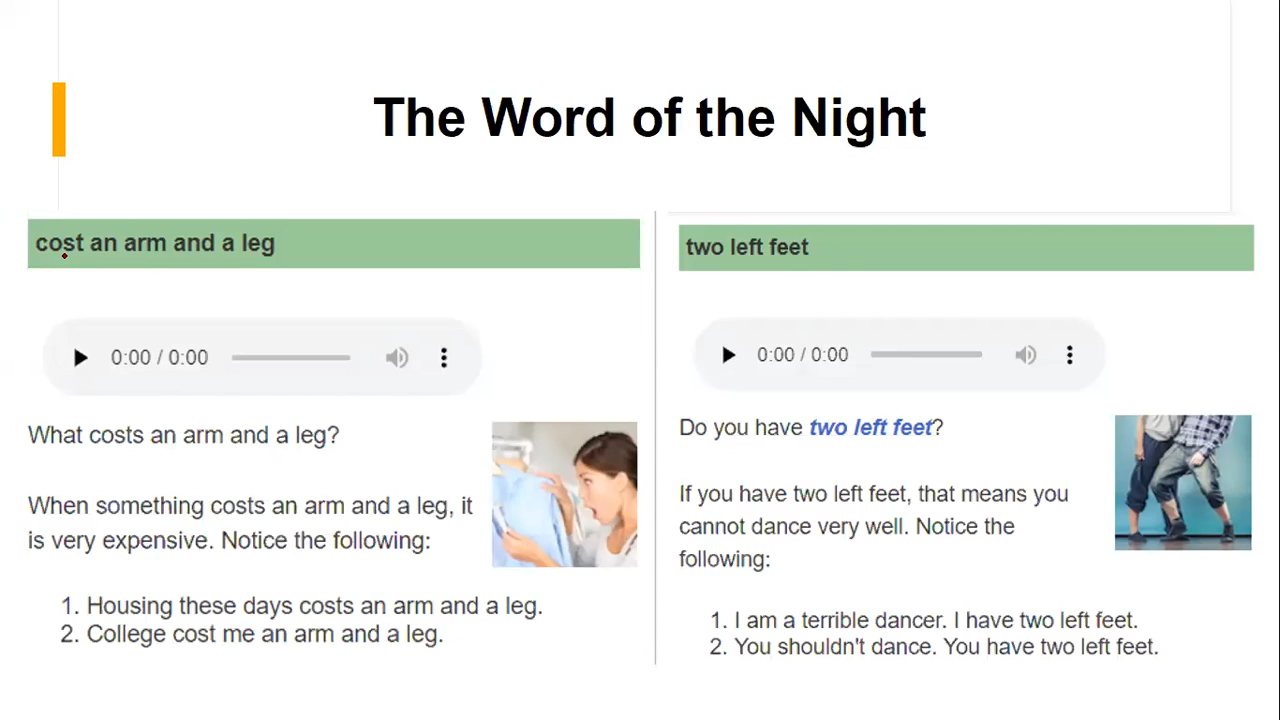 The Word of the Night
cost an arm and a leg
0:00 / 0:00
What costs an arm and a leg?
When something costs an arm and a leg, it
is very expensive. Notice the following:
1. Housing these days costs an arm and a leg.
2. College cost me an arm and a leg.
two left feet
0:00 / 0:00
Do you have two left feet?
If you have two left feet, that means you
cannot dance very well. Notice the
following:
1. I am a terrible dancer. I have two left feet.
2. You shouldn't dance. You have two left feet.